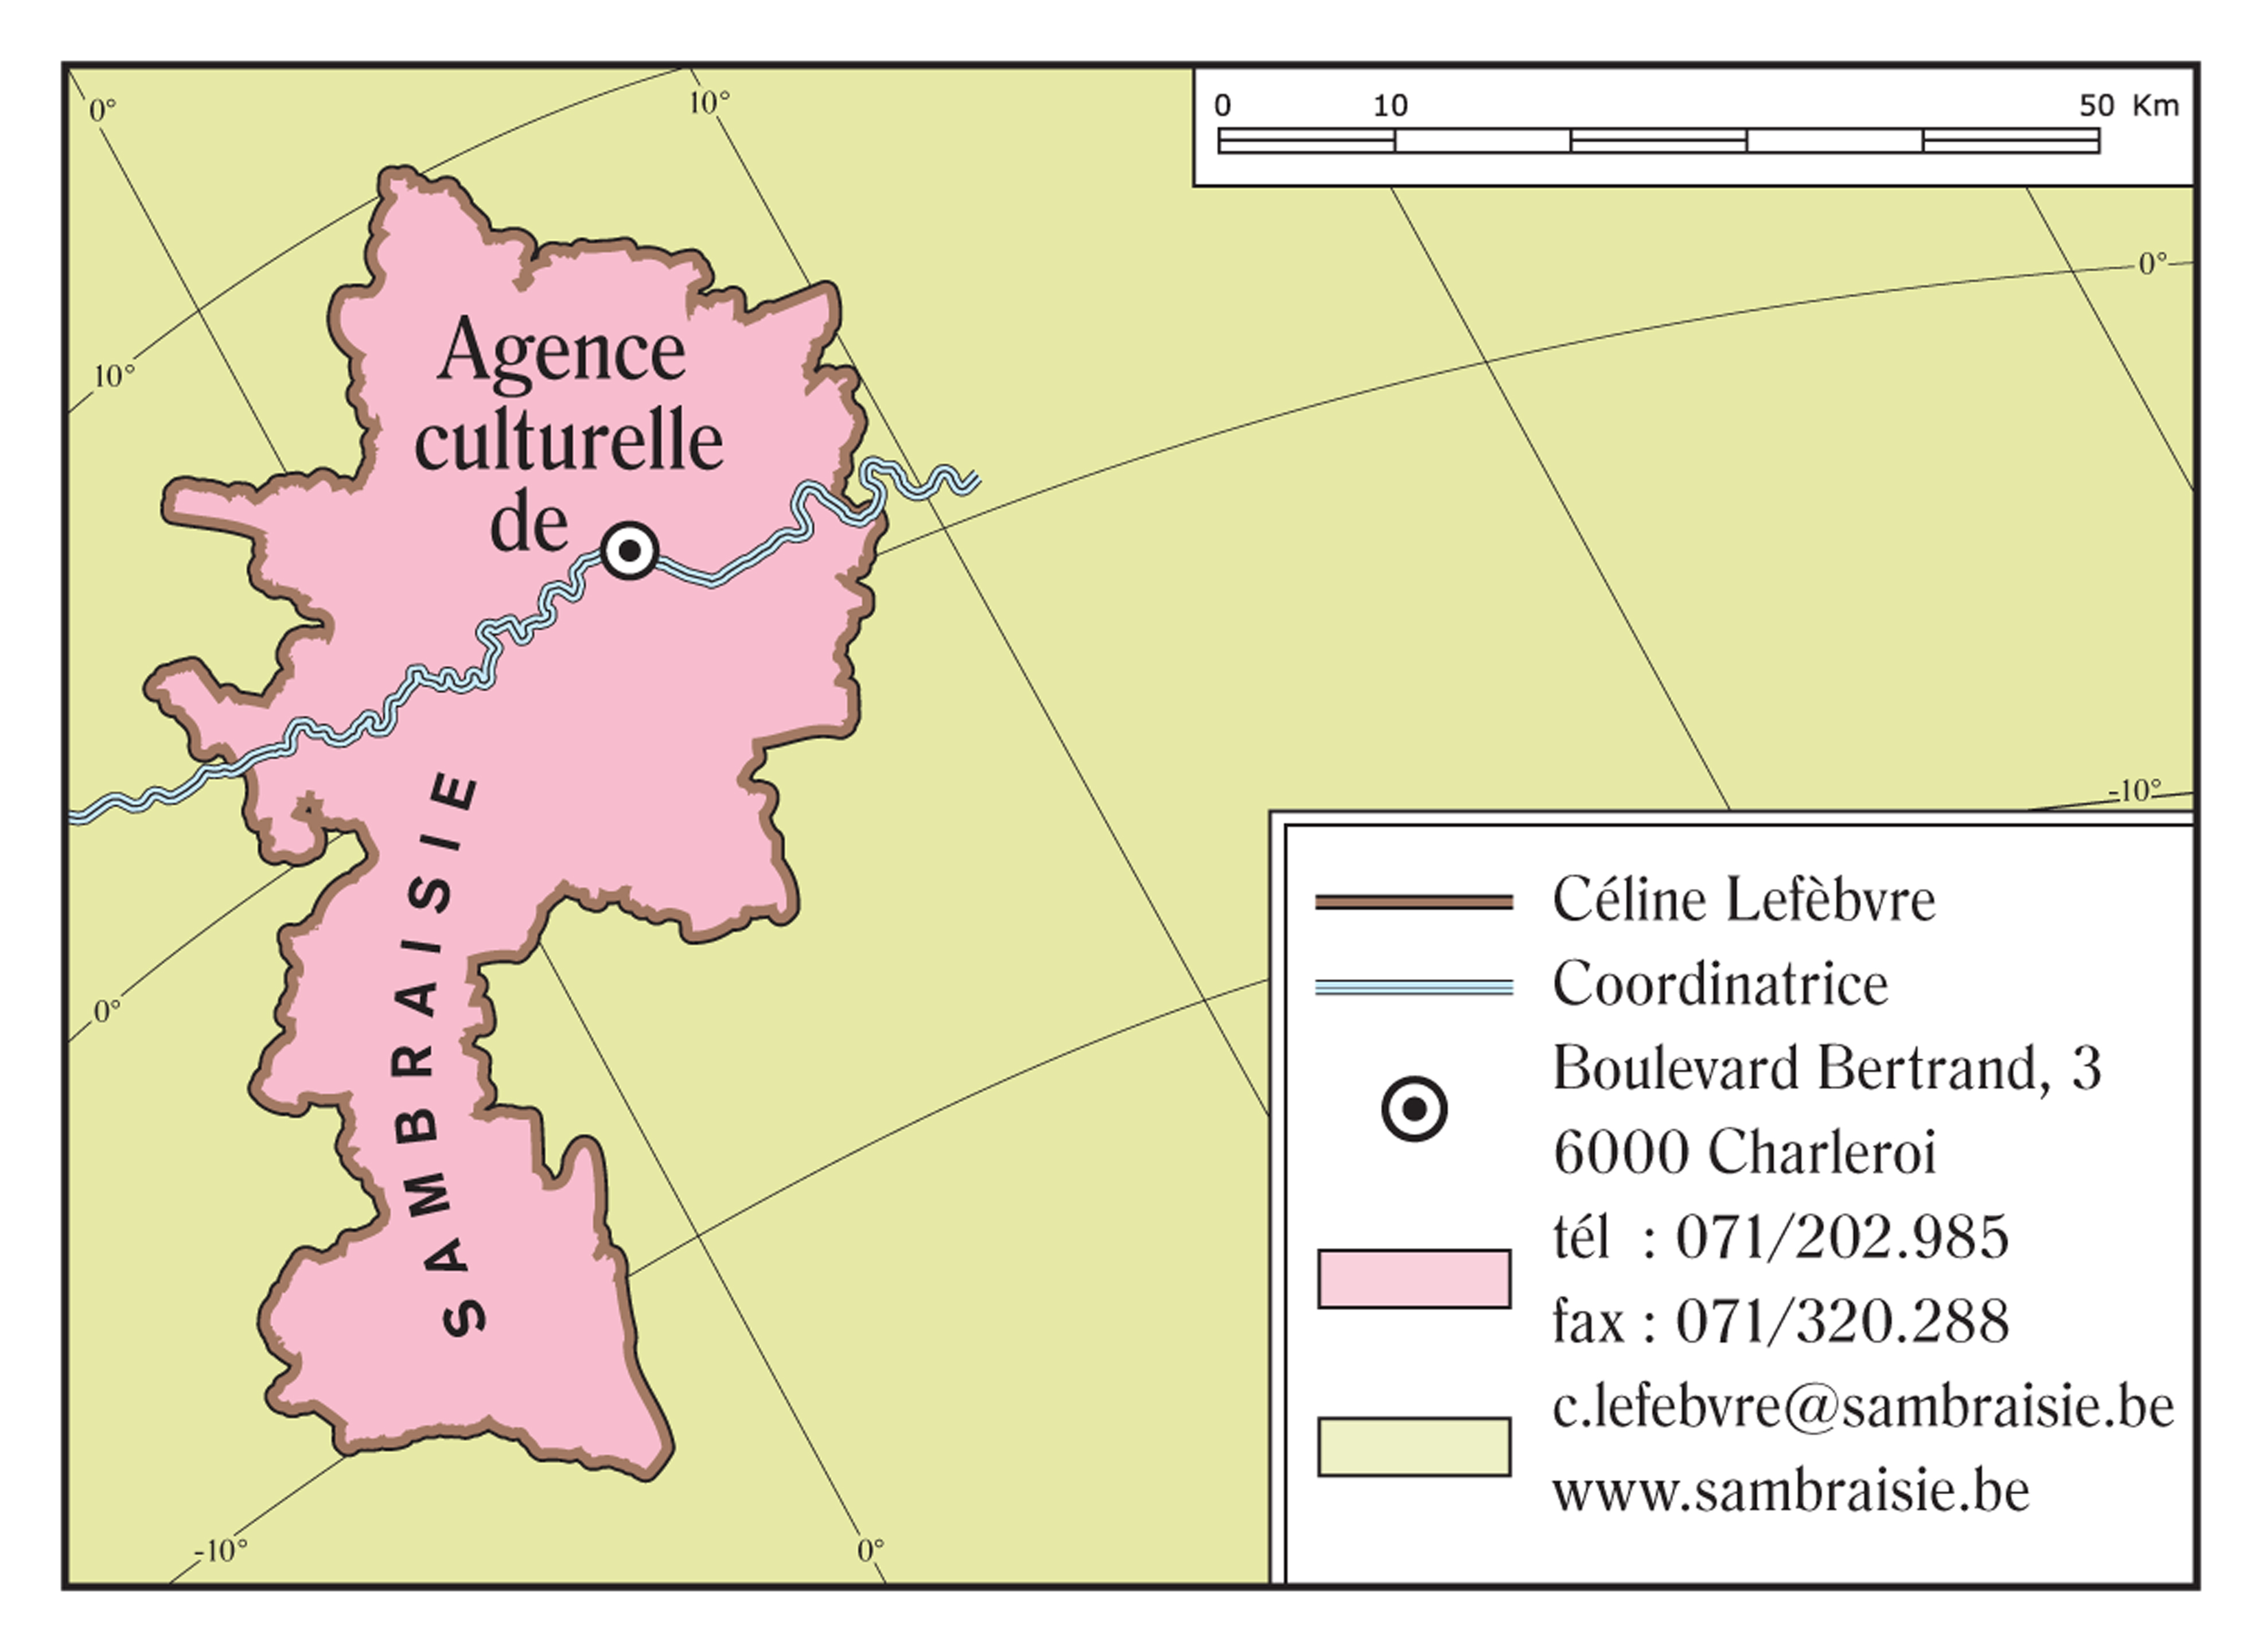 0°
10°
0 10 50 Km
0°
10°
Agence
culturelle
de
SAMBRAISIE
-10°
0°
-10°
0°
Céline Lefèbvre
Coordinatrice
Boulevard Bertrand, 3
6000 Charleroi
tél : 071/202.985
fax : 071/320.288
c.lefebvre@sambraisie.be
www.sambraisie.be